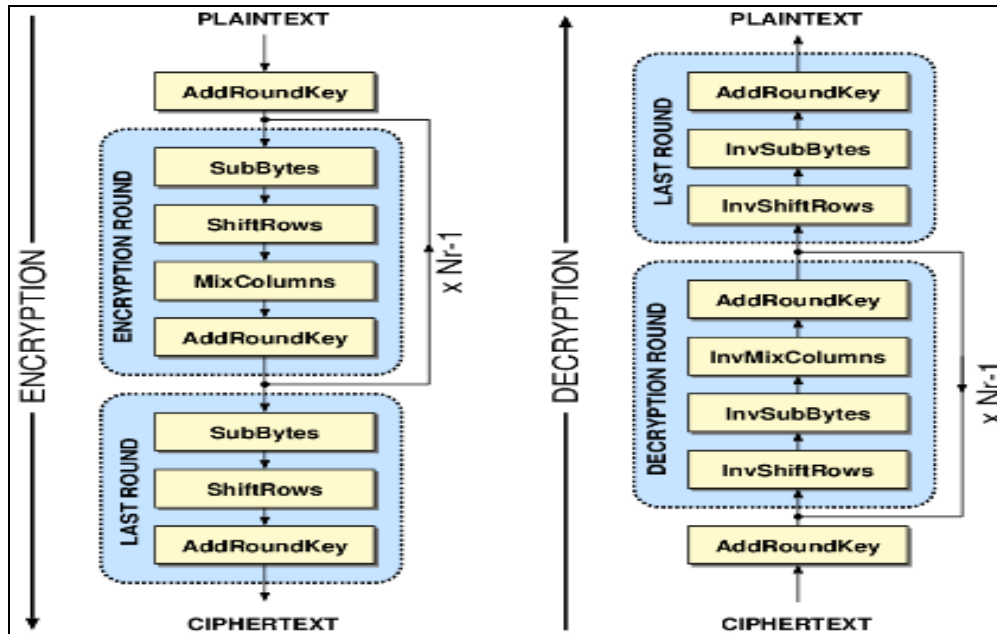 PLAINTEXT
AddRoundKey
SubBytes
ShiftRows
MixColumns
AddRoundKey
ENCRYPTION ROUND
x Nr-1
SubBytes
ShiftRows
AddRoundKey
LAST ROUND
CIPHERTEXT
ENCRYPTION
PLAINTEXT
AddRoundKey
InvSubBytes
InvShiftRows
LAST ROUND
AddRoundKey
InvMixColumns
InvSubBytes
InvShiftRows
DECRYPTION ROUND
x Nr-1
AddRoundKey
CIPHERTEXT
DECRYPTION